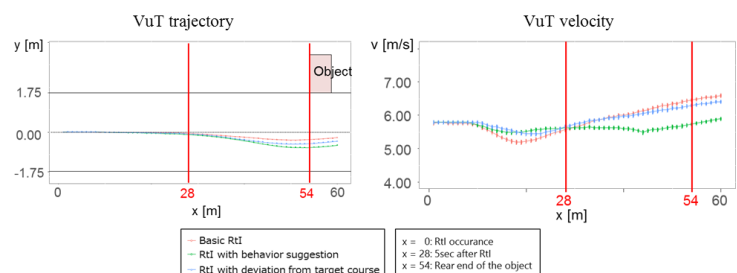 VuT trajectory
y [m]
1.75
0.00
-1.75
Object
0
28
54
60
x [m]
VuT velocity
v [m/s]
7.00
6.00
5.00
4.00
0
28
54
60
x [m]
Basic RtI
RtI with behavior suggestion
RtI with deviation from target course
x = 0: RtI occurance
x = 28: 5sec after RtI
x = 54: Rear end of the object